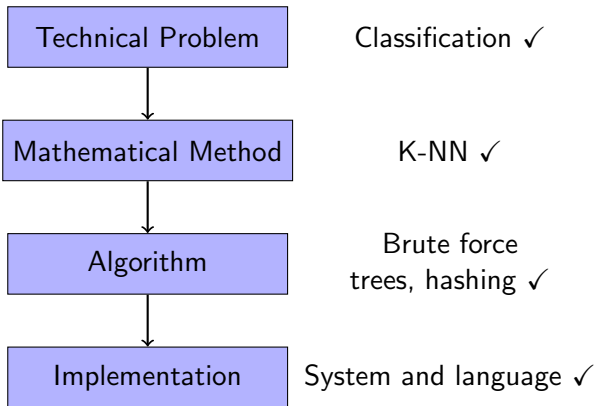 Technical Problem
Classification ✓
Mathematical Method
K-NN ✓
Algorithm
Brute force
trees, hashing ✓
Implementation
System and language ✓